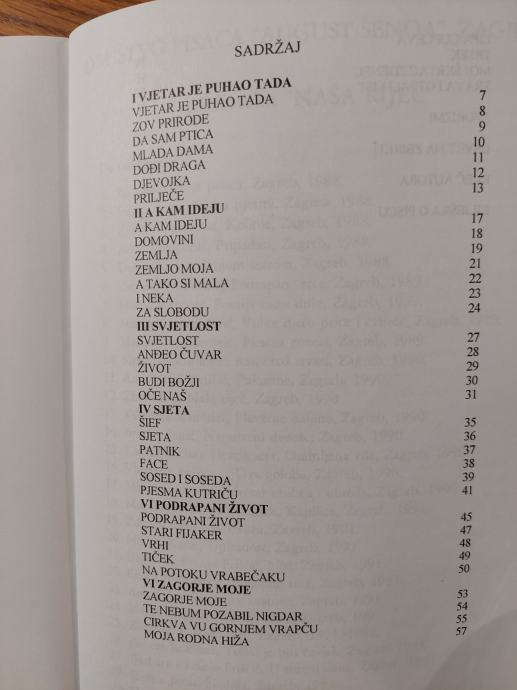 SADRŽAJ
I VJETAR JE PUHAO TADA
VJETAR JE PUHAO TADA 7
ZOV PRIRODE 8
DA SAM PTICA 9
MLADA DAMA 10
DOĐI DRAGA 11
DJEVOJKA 12
PRILJEČE 13
II A KAM IDEJU
A KAM IDEJU 17
DOMOVINI 18
ZEMLJA 19
ZEMLJO MOJA 21
A TAKO SI MALA 22
I NEKA 23
ZA SLOBODU 24
III SVJETLOST
SVJETLOST 27
ANĐEO ČUVAR 28
ŽIVOT 29
BUDI BOŽJI 30
OČE NAŠ 31
IV SJETA
ŠIEF 35
SJETA 36
PATNIK 37
FACE 38
SOSED I SOSEDA 39
PJESMA KUTRIČU 41
VI PODRAPANI ŽIVOT
PODRAPANI ŽIVOT 45
STARI FIJAKER 47
VRHI 48
TIČEK 49
NA POTOKU VRABEČAKU 50
VI ZAGORJE MOJE
ZAGORJE MOJE 53
TE NEBUM POZABIL NIGDAR 54
CIRKVA VU GORNJEM VRAPČU 55
MOJA RODNA HIŽA 57